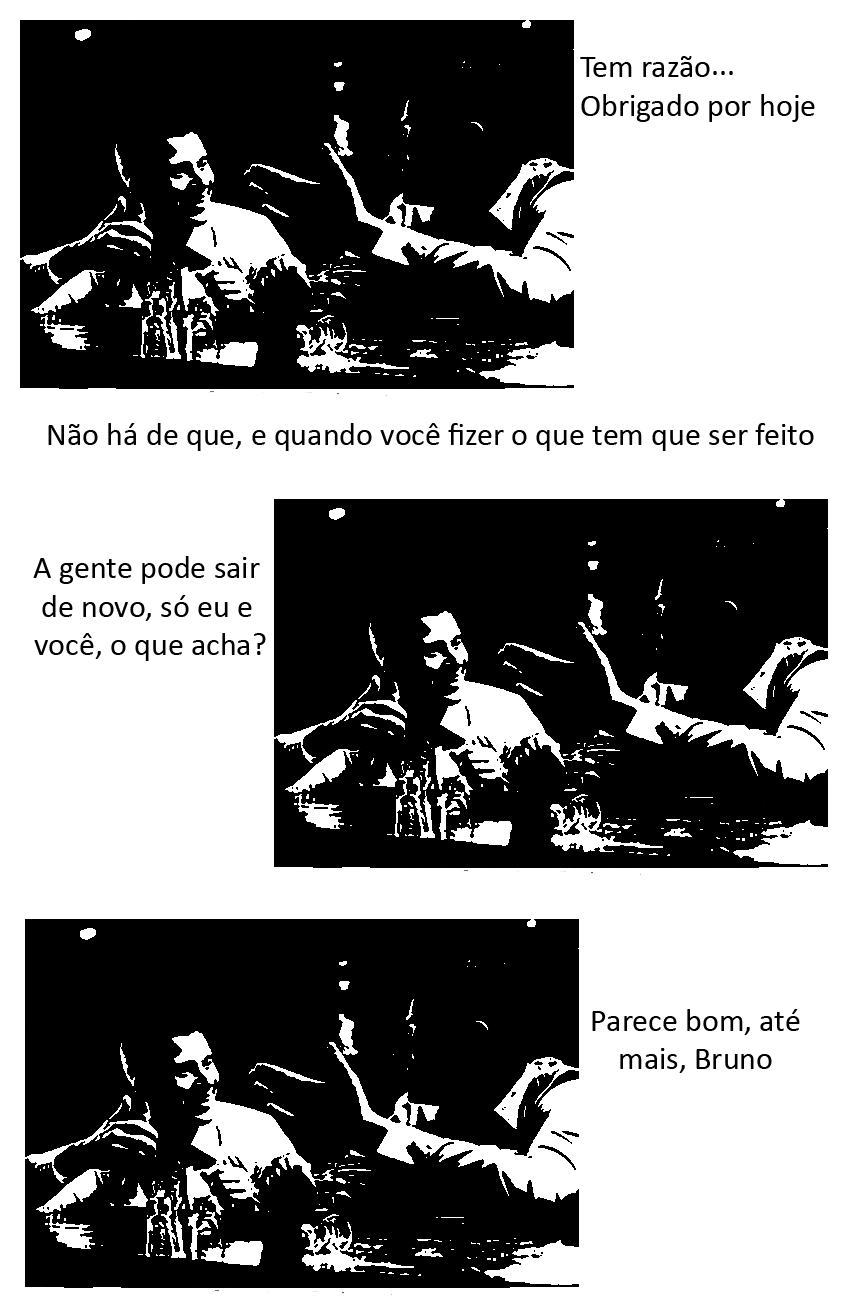 Tem razão...
Obrigado por hoje
Não há de que, e quando você fizer o que tem que ser feito
A gente pode sair
de novo, só eu e
você, o que acha?
Parece bom, até
mais, Bruno